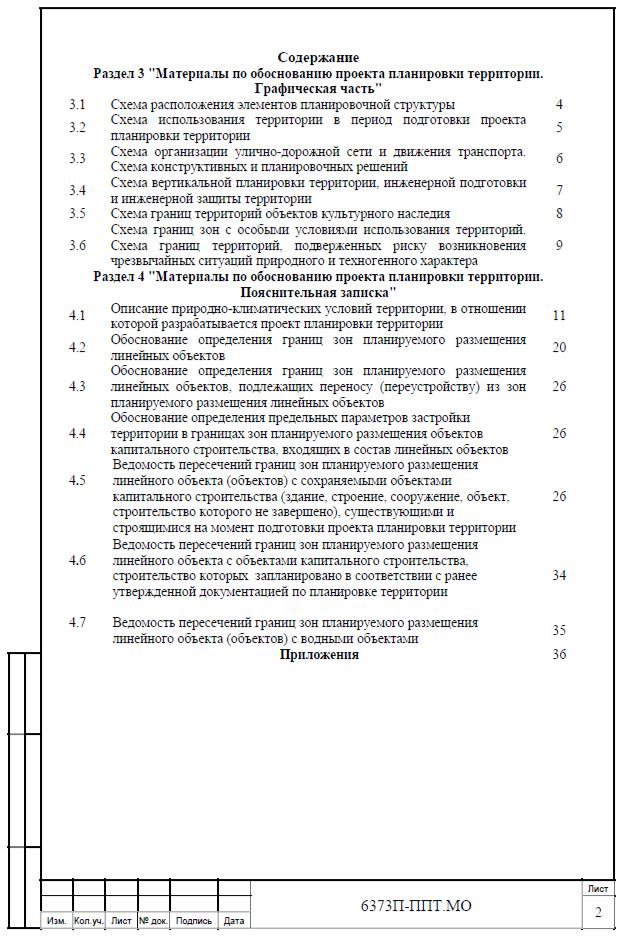 Содержание
Раздел 3 "Материалы по обоснованию проекта планировки территории.
Графическая часть"
3.1 Схема расположения элементов планировочной структуры 4
Схема использования территории в период подготовки проекта
3.2 5
планировки территории
Схема организации улично-дорожной сети и движения транспорта.
3.3 6
Схема конструктивных и планировочных решений
Схема вертикальной планировки территории, инженерной подготовки
3.4 7
и инженерной защиты территории
3.5 Схема границ территорий объектов культурного наследия 8
Схема границ зон с особыми условиями использования территорий.
3.6 Схема границ территорий, подверженных риску возникновения 9
чрезвычайных ситуаций природного и техногенного характера
Раздел 4 "Материалы по обоснованию проекта планировки территории.
Пояснительная записка"
Описание природно-климатических условий территории, в отношении
4.1 11
которой разрабатывается проект планировки территории
Обоснование определения границ зон планируемого размещения
4.2 20
линейных объектов
Обоснование определения границ зон планируемого размещения
4.3 линейных объектов, подлежащих переносу (переустройству) из зон 26
планируемого размещения линейных объектов
Обоснование определения предельных параметров застройки
4.4 территории в границах зон планируемого размещения объектов 26
капитального строительства, входящих в состав линейных объектов
Ведомость пересечений границ зон планируемого размещения
4.5 линейного объекта (объектов) с сохраняемыми объектами
капитального строительства (здание, строение, сооружение, объект, 26
строительство которого не завершено), существующими и
строящимися на момент подготовки проекта планировки территории
Ведомость пересечений границ зон планируемого размещения
4.6 линейного объекта с объектами капитального строительства,
строительство которых запланировано в соответствии с ранее 34
утвержденной документацией по планировке территории
4.7 Ведомость пересечений границ зон планируемого размещения
линейного объекта (объектов) с водными объектами 35
Приложения 36
Лист
6373П-ППТ.МО
2
Изм. Кол.уч. Лист № док. Подпись Дата